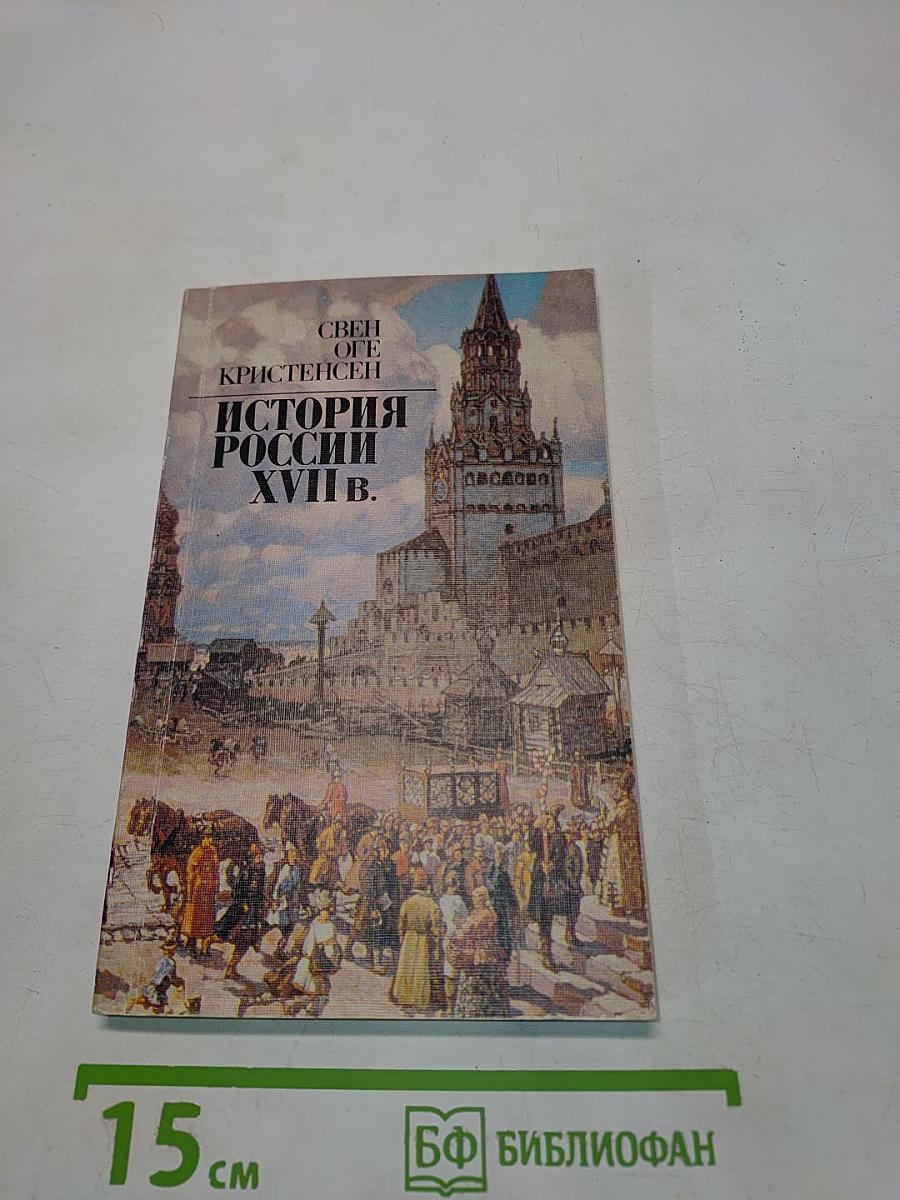 СВЕН
ОГЕ
КРИСТЕНСЕН
ИСТОРИЯ
РОССИИ
XVII в.
15 см
БФ БИБЛИОФАН